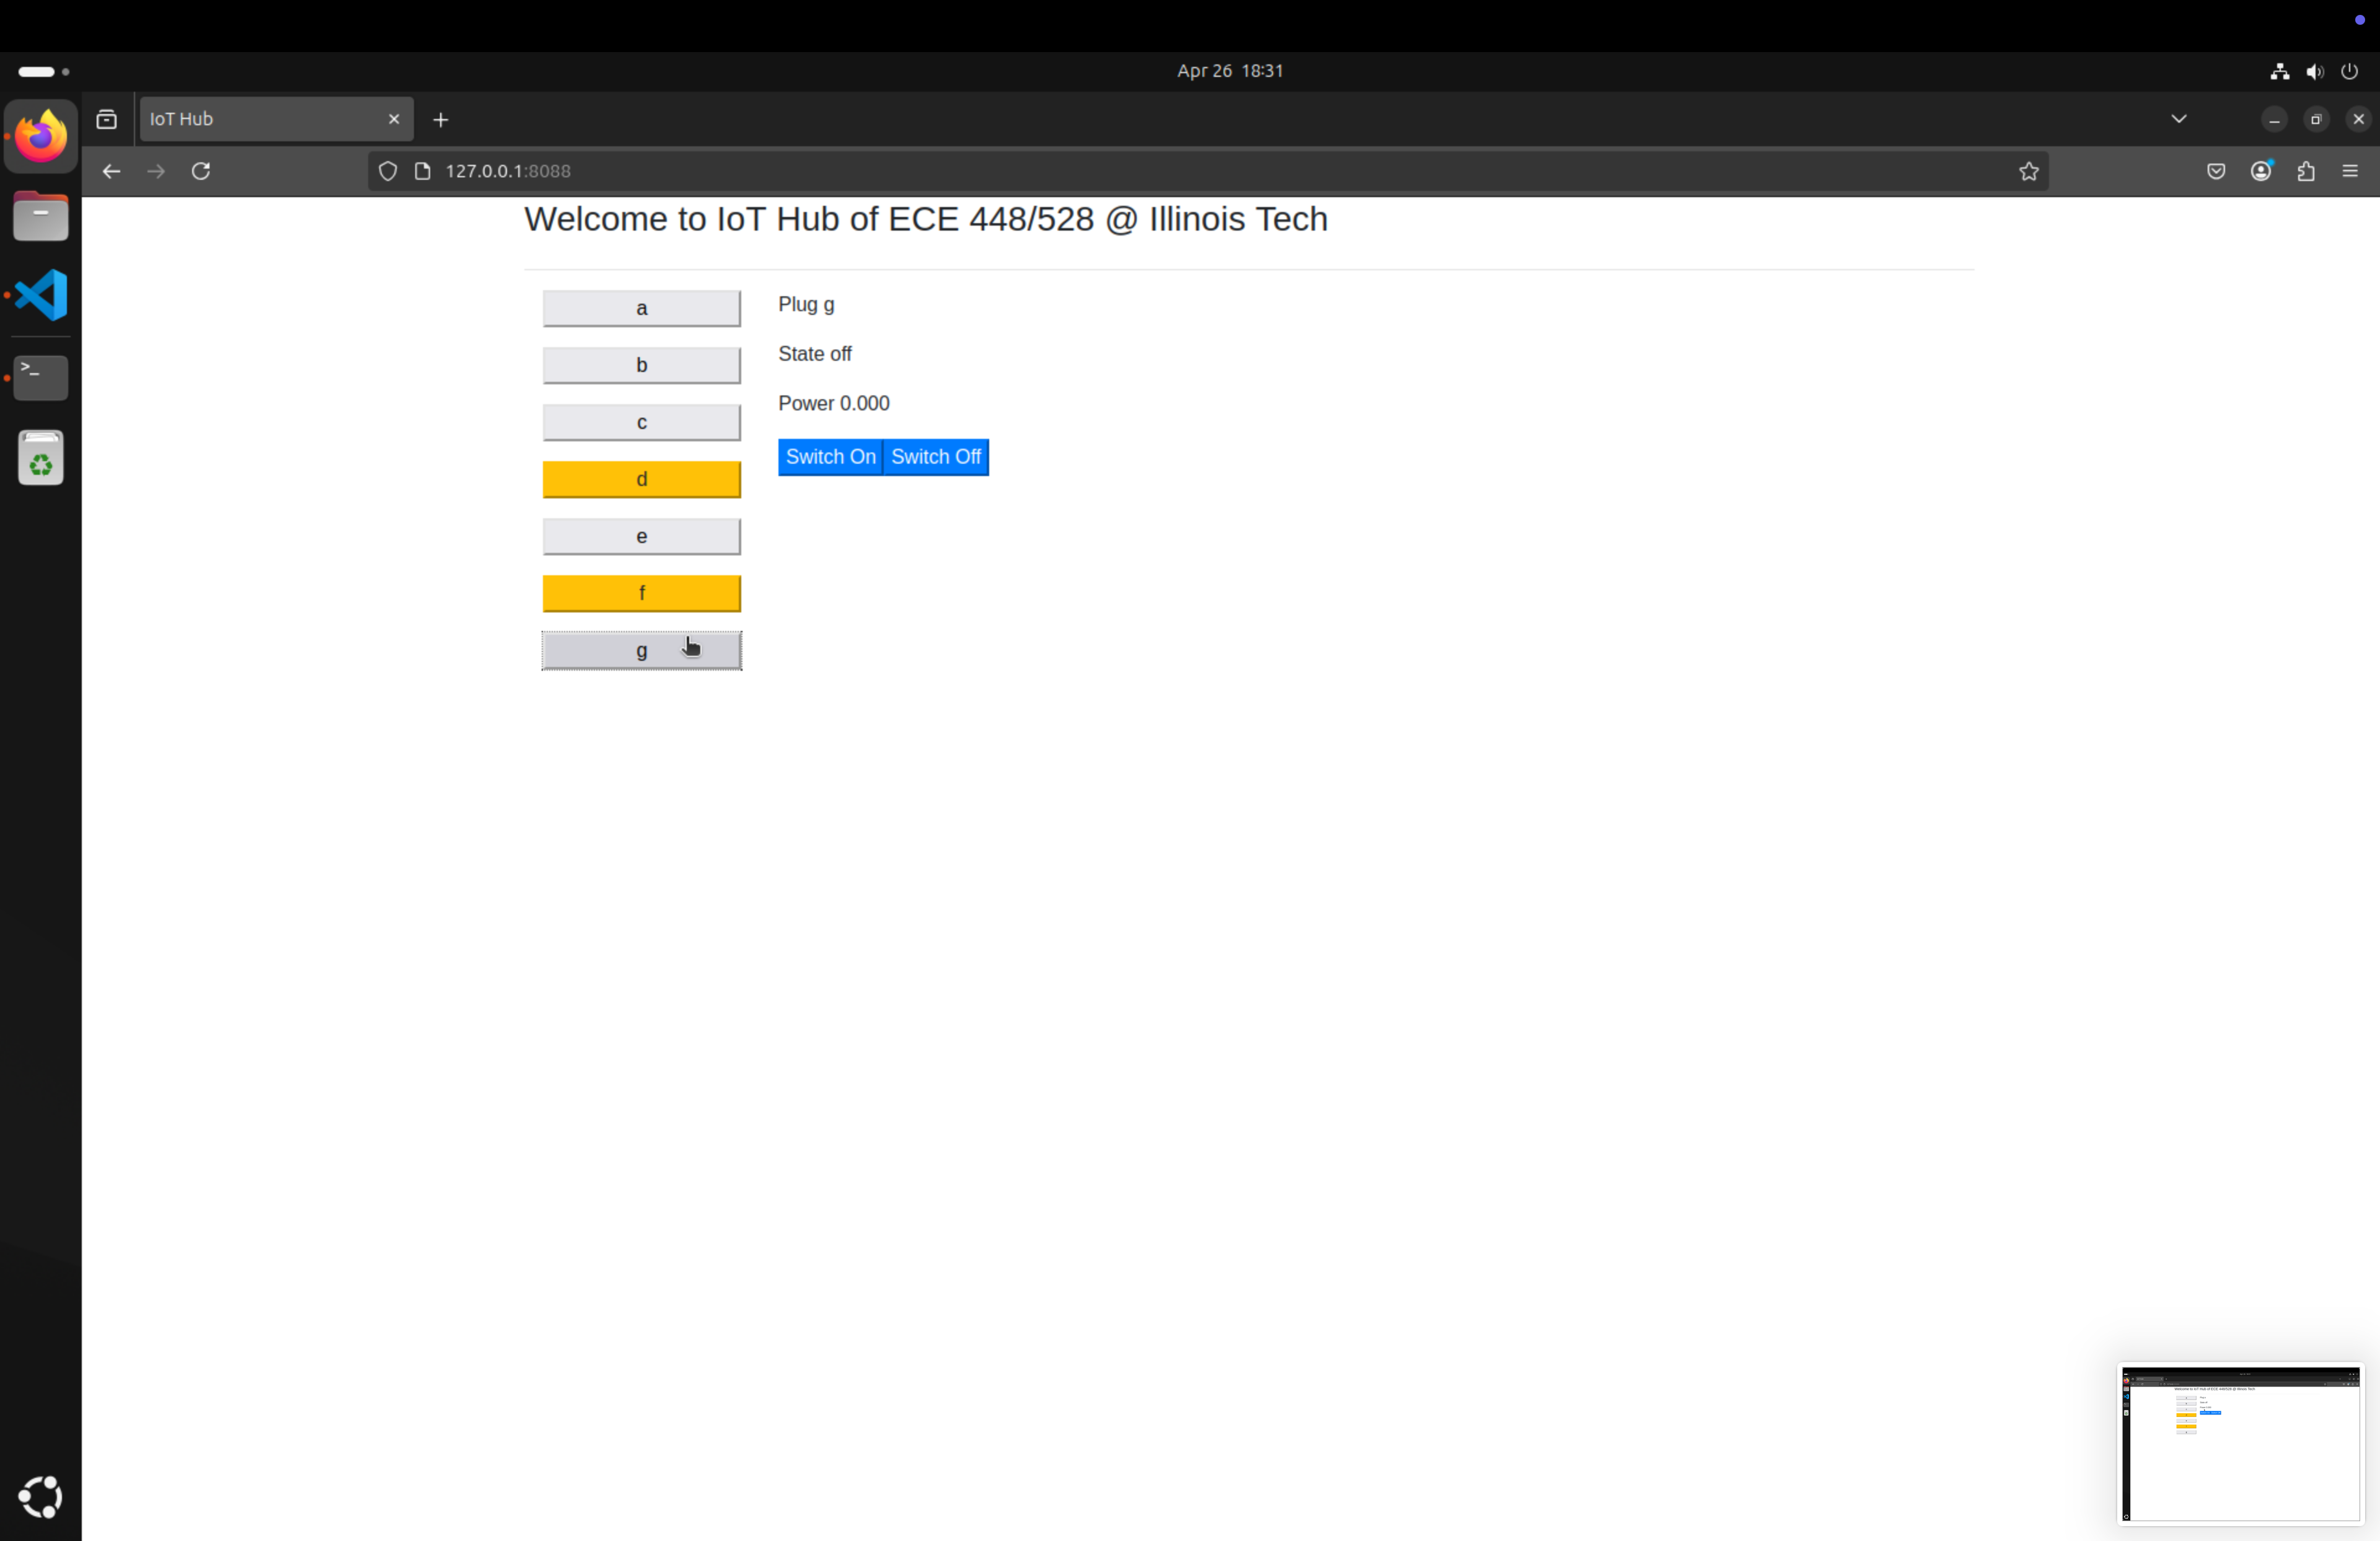 Apr 26 18:31
IoT Hub
127.0.0.1:8088
Welcome to IoT Hub of ECE 448/528 @ Illinois Tech
a
b
c
d
e
f
g
Plug g
State off
Power 0.000
Switch On Switch Off